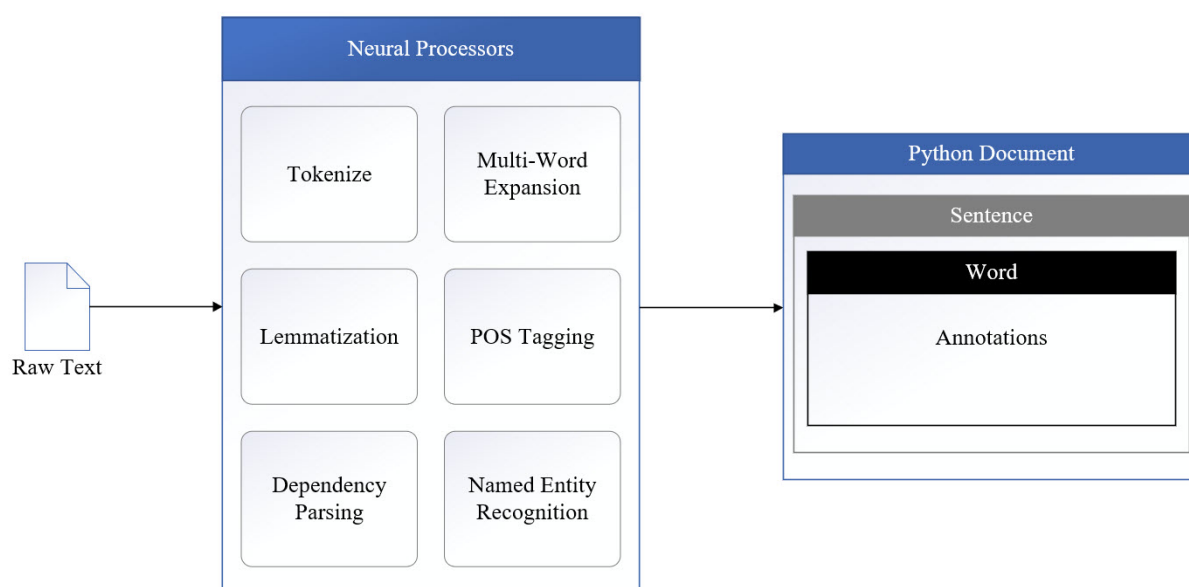 Neural Processors
Tokenize
Multi-Word
Expansion
Lemmatization
POS Tagging
Dependency
Parsing
Named Entity
Recognition
Raw Text
Python Document
Sentence
Word
Annotations